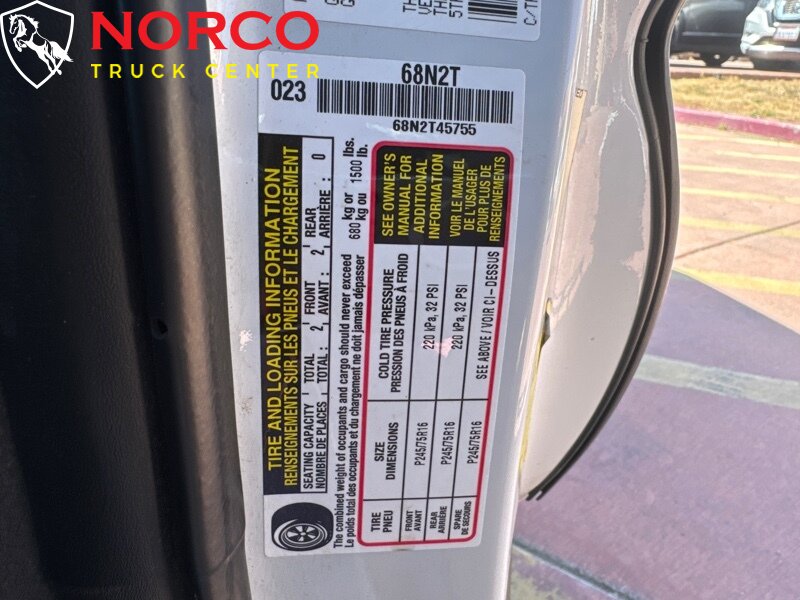 NORCO
TRUCK CENTER
023
68N2T
68N2T45755
TIRE AND LOADING INFORMATION
RENSEIGNEMENTS SUR LES PNEUS ET LE CHARGEMENT
SEATING CAPACITY TOTAL 2 FRONT 2 REAR 0
NOMBRE DE PLACES TOTAL : AVANT : ARRIÈRE :
The combined weight of occupants and cargo should never exceed 680 kg or 1500 lbs.
Le poids total des occupants et du chargement ne doit jamais dépasser kg ou lb.
TIRE SIZE COLD TIRE PRESSURE
PNEU DIMENSIONS PRESSION DES PNEUS À FROID
FRONT
AVANT
P245/75R16 220 kPa, 32 PSI
REAR
ARRIÈRE
P245/75R16 220 kPa, 32 PSI
SPARE
DE SECOURS
P245/75R16 SEE ABOVE / VOIR CI-DESSUS
SEE OWNER'S
MANUAL FOR
ADDITIONAL
INFORMATION
VOIR LE MANUEL
DE L'USAGER
POUR PLUS DE
RENSEIGNEMENTS